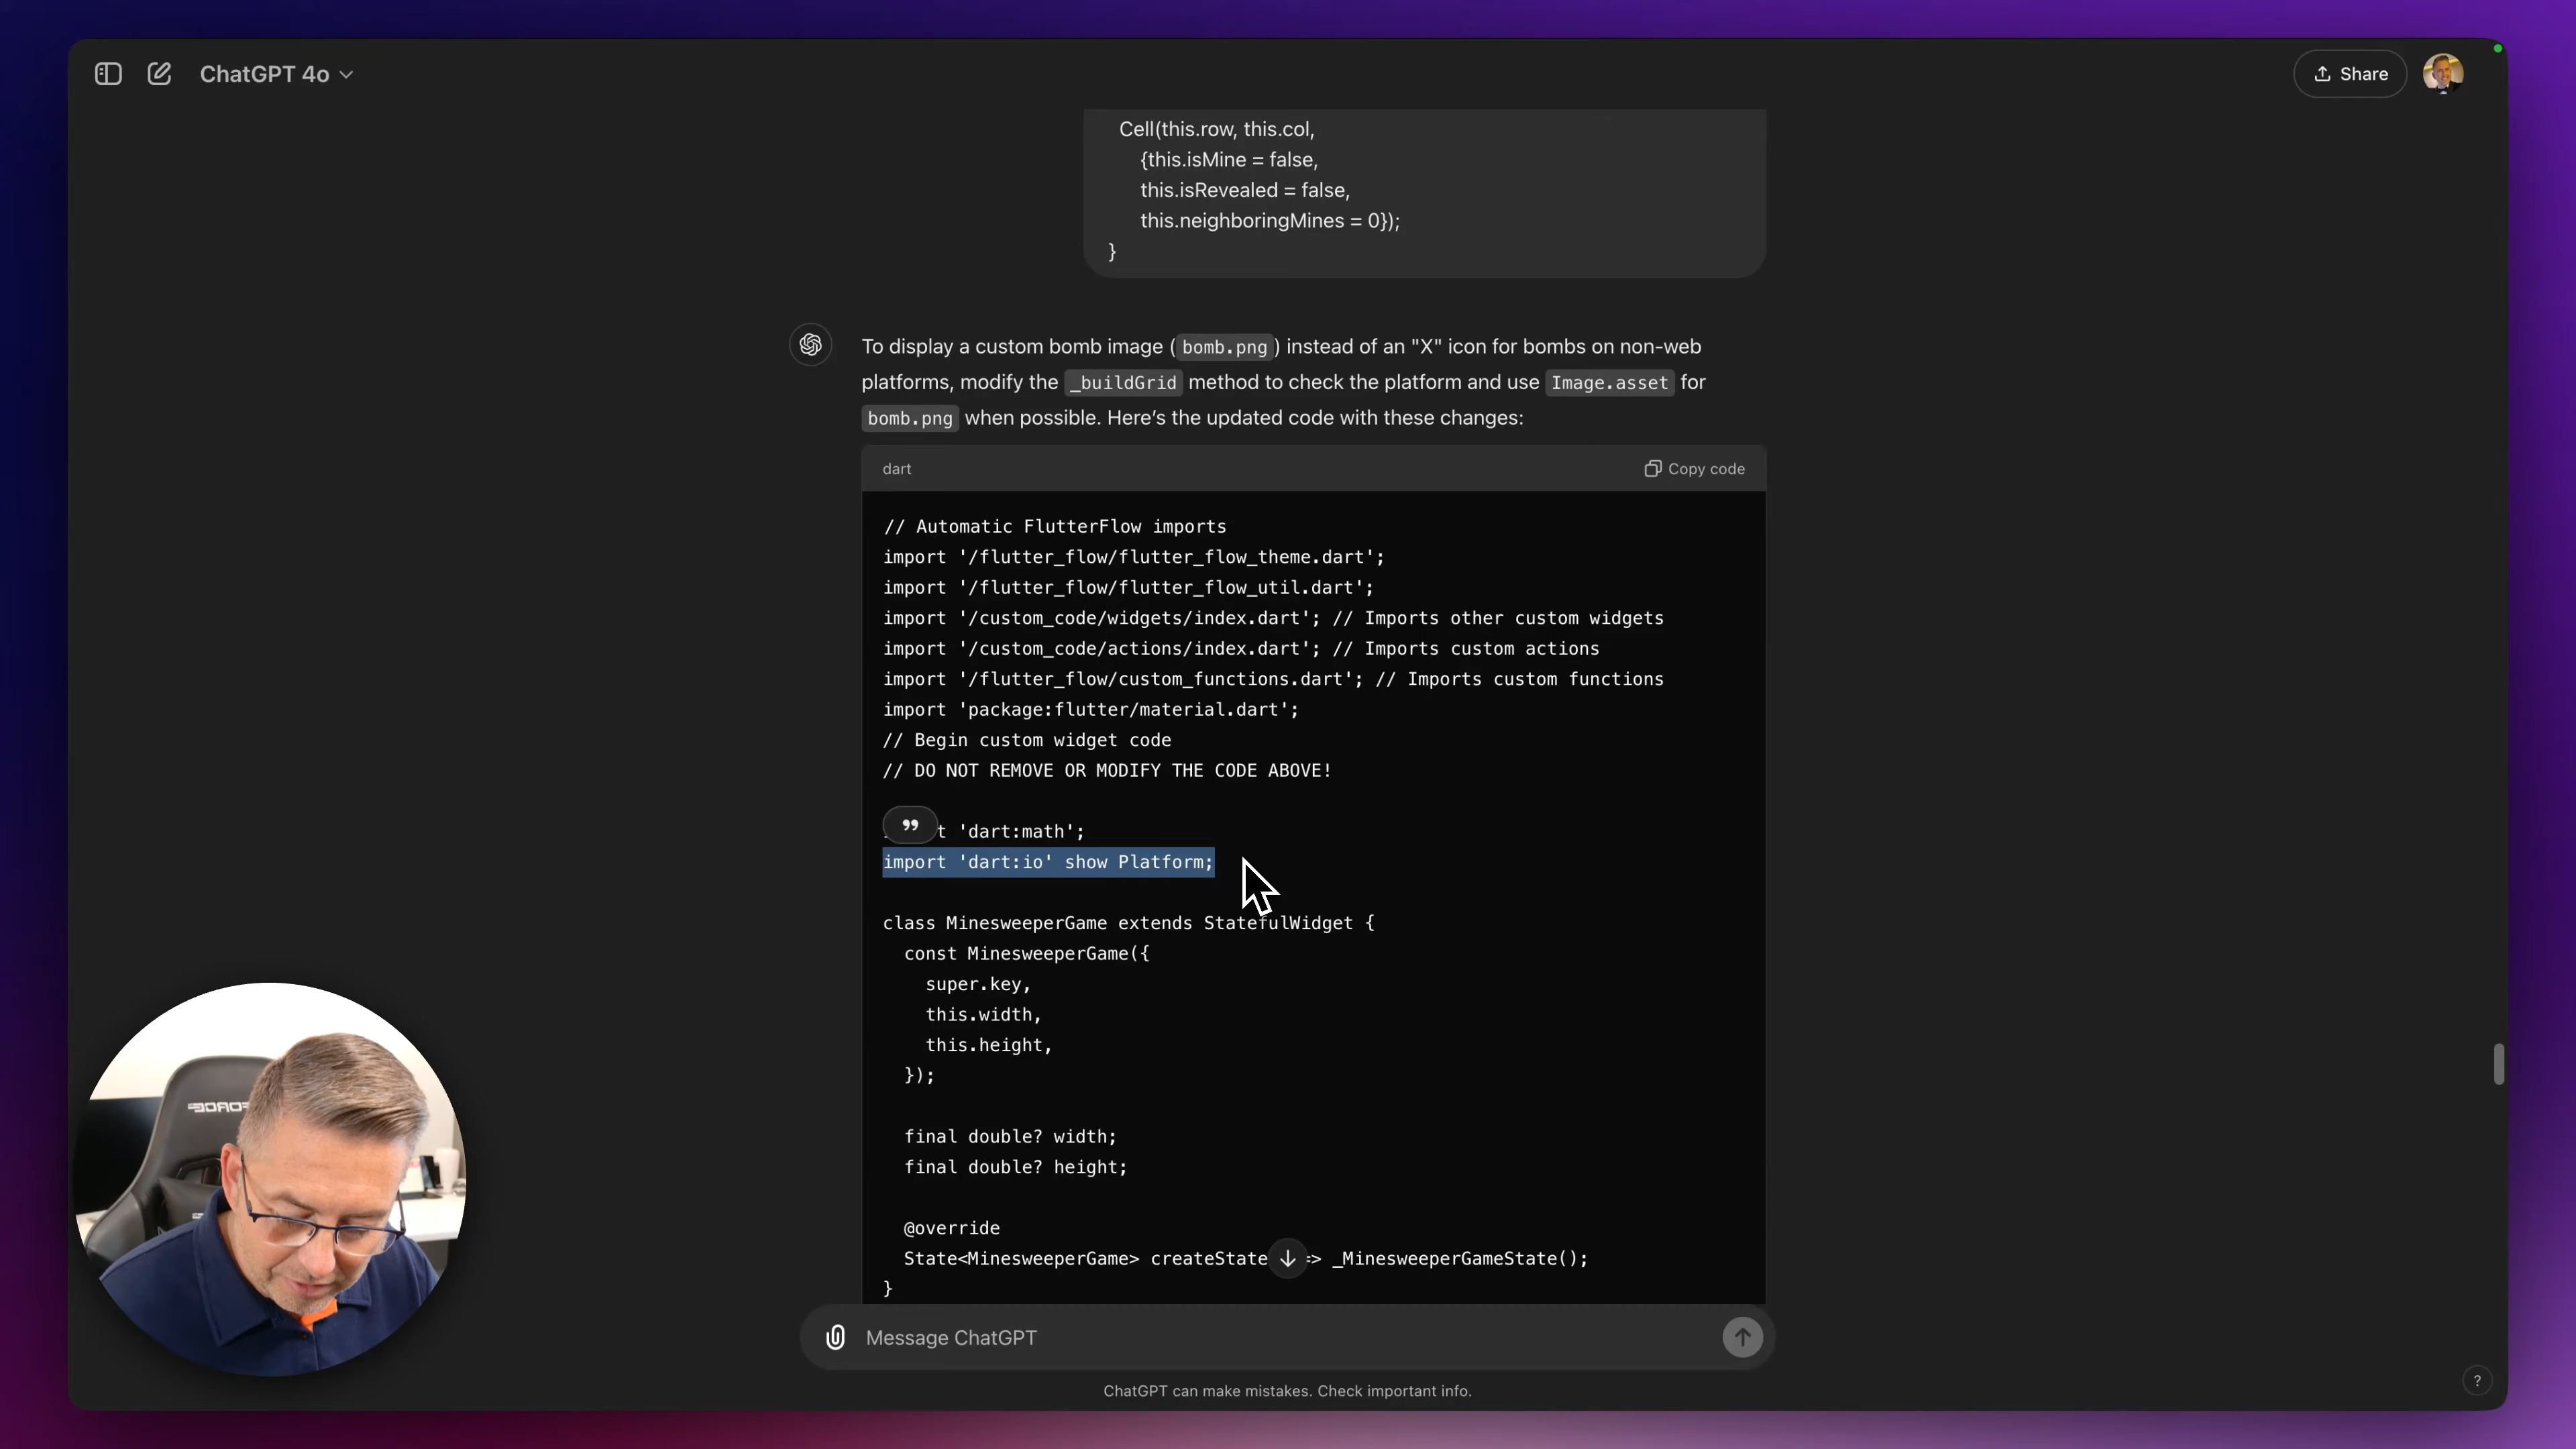 ChatGPT 4o
Share
Cell(this.row, this.col,
{this.isMine = false,
this.isRevealed = false,
this.neighboringMines = 0});
}
To display a custom bomb image ( bomb.png ) instead of an "X" icon for bombs on non-web
platforms, modify the _buildGrid method to check the platform and use Image.asset for
bomb.png when possible. Here’s the updated code with these changes:
dart
Copy code
// Automatic FlutterFlow imports
import '/flutter_flow/flutter_flow_theme.dart';
import '/flutter_flow/flutter_flow_util.dart';
import '/custom_code/widgets/index.dart'; // Imports other custom widgets
import '/custom_code/actions/index.dart'; // Imports custom actions
import '/flutter_flow/custom_functions.dart'; // Imports custom functions
import 'package:flutter/material.dart';
// Begin custom widget code
// DO NOT REMOVE OR MODIFY THE CODE ABOVE!
t 'dart:math';
import 'dart:io' show Platform;
class MinesweeperGame extends StatefulWidget {
const MinesweeperGame({
super.key,
this.width,
this.height,
});
final double? width;
final double? height;
@override
State<MinesweeperGame> createState => _MinesweeperGameState();
}
Message ChatGPT
ChatGPT can make mistakes. Check important info.
?